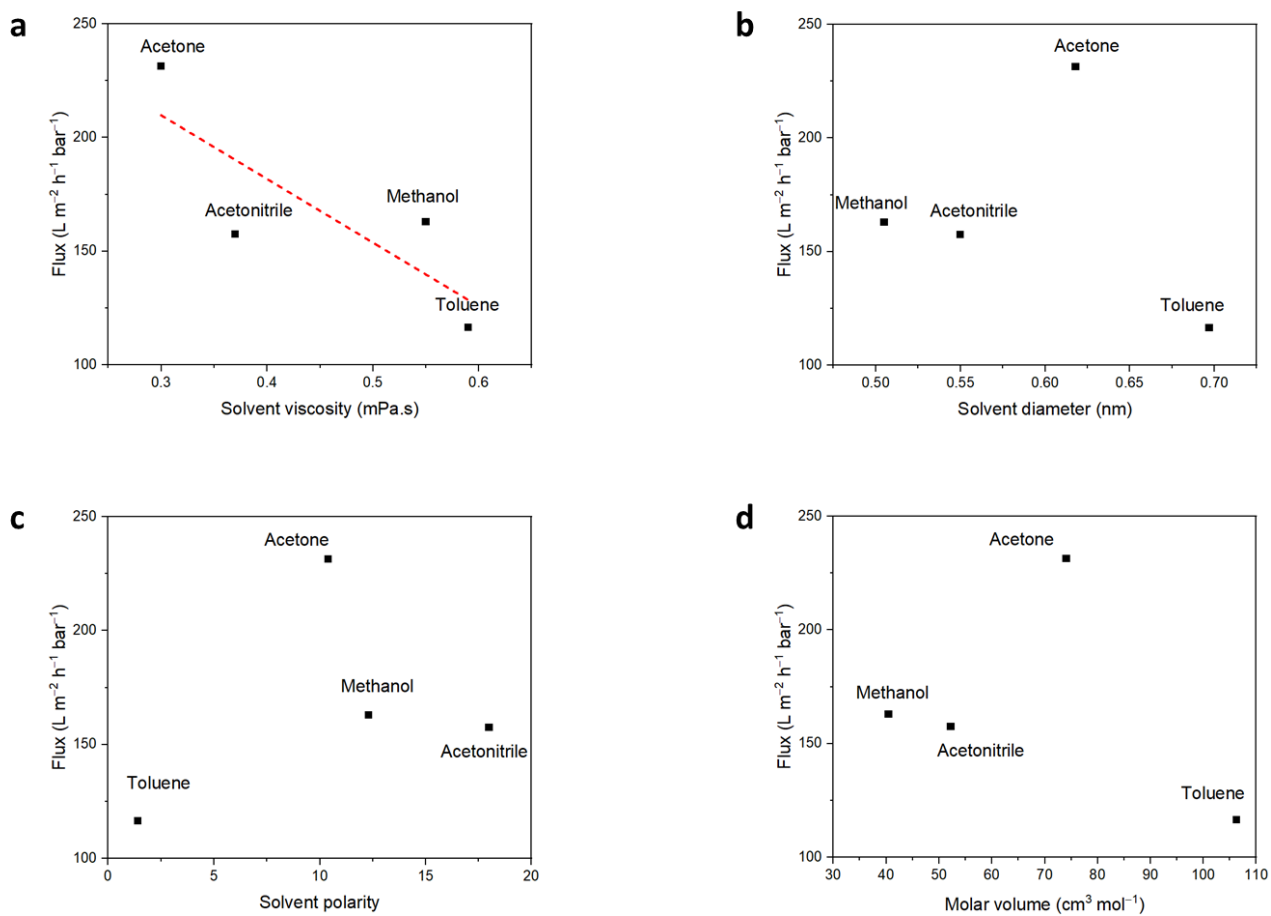 a
250
200
150
100
Flux (L m⁻² h⁻¹ bar⁻¹)
Acetone
Acetonitrile
Methanol
Toluene
0.3 0.4 0.5 0.6
Solvent viscosity (mPa.s)
b
250
200
150
100
Flux (L m⁻² h⁻¹ bar⁻¹)
Acetone
Methanol
Acetonitrile
Toluene
0.50 0.55 0.60 0.65 0.70
Solvent diameter (nm)
c
250
200
150
100
Flux (L m⁻² h⁻¹ bar⁻¹)
Acetone
Methanol
Acetonitrile
Toluene
0 5 10 15 20
Solvent polarity
d
250
200
150
100
Flux (L m⁻² h⁻¹ bar⁻¹)
Acetone
Methanol
Acetonitrile
Toluene
30 40 50 60 70 80 90 100 110
Molar volume (cm³ mol⁻¹)